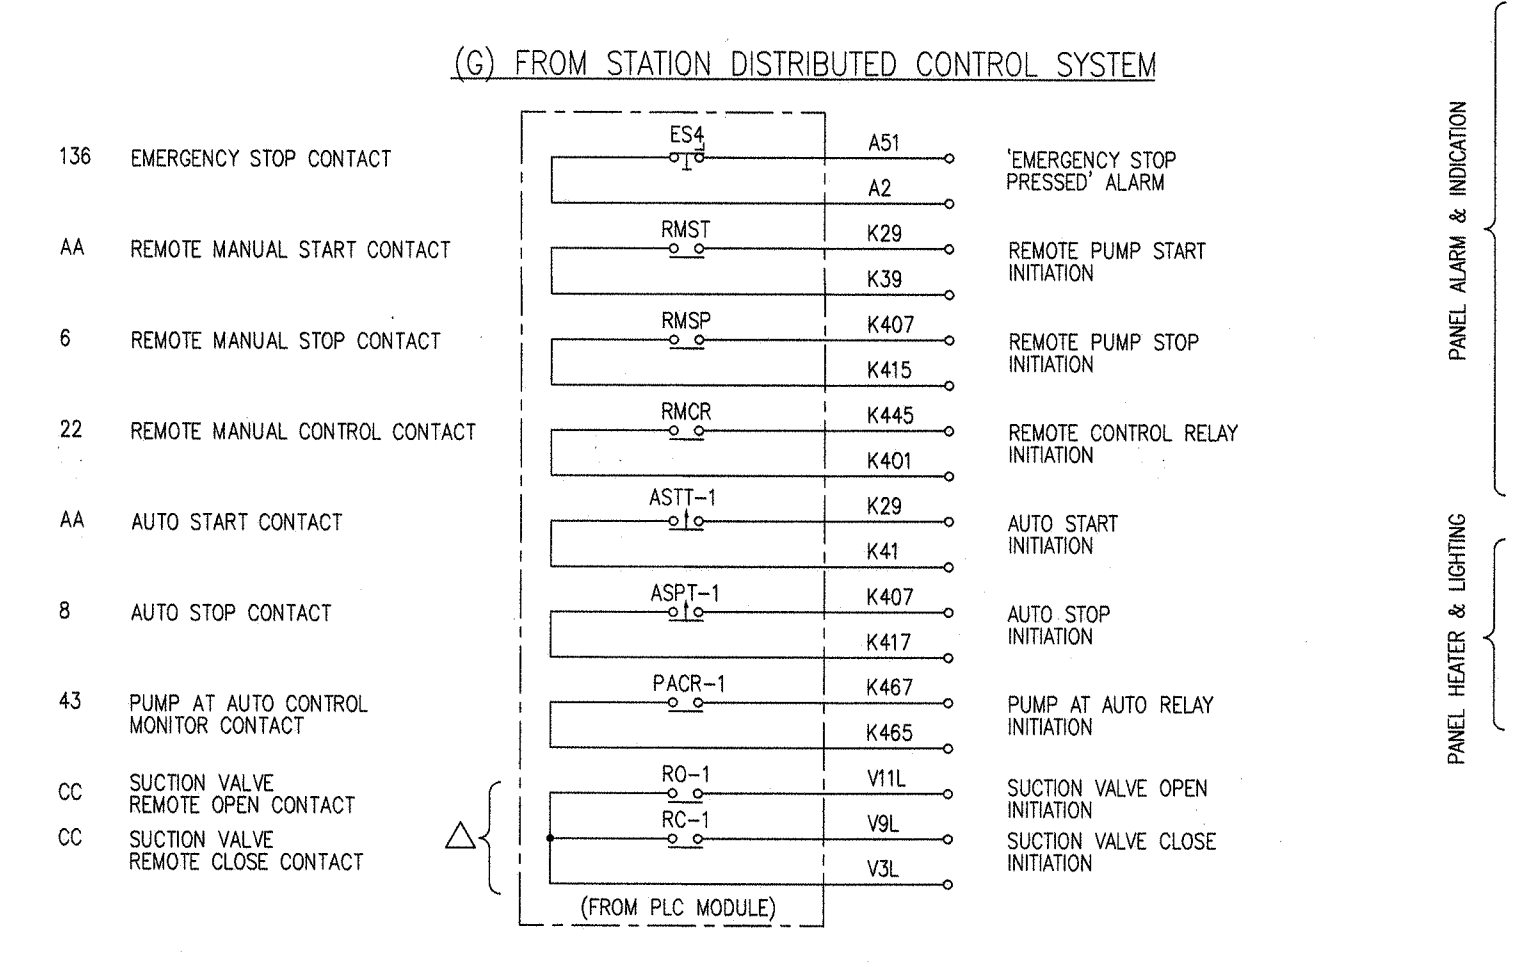 (G) FROM STATION DISTRIBUTED CONTROL SYSTEM
136 EMERGENCY STOP CONTACT
ES4
A51
A2
'EMERGENCY STOP
PRESSED' ALARM
AA REMOTE MANUAL START CONTACT
RMST
K29
K39
REMOTE PUMP START
INITIATION
6 REMOTE MANUAL STOP CONTACT
RMSP
K407
K415
REMOTE PUMP STOP
INITIATION
22 REMOTE MANUAL CONTROL CONTACT
RMCR
K445
K401
REMOTE CONTROL RELAY
INITIATION
AA AUTO START CONTACT
ASTT-1
K29
K41
AUTO START
INITIATION
8 AUTO STOP CONTACT
ASPT-1
K407
K417
AUTO STOP
INITIATION
43 PUMP AT AUTO CONTROL
MONITOR CONTACT
PACR-1
K467
K465
PUMP AT AUTO RELAY
INITIATION
CC SUCTION VALVE
REMOTE OPEN CONTACT
RO-1
V11L
SUCTION VALVE OPEN
INITIATION
CC SUCTION VALVE
REMOTE CLOSE CONTACT
RC-1
V9L
V3L
SUCTION VALVE CLOSE
INITIATION
(FROM PLC MODULE)
PANEL ALARM & INDICATION
PANEL HEATER & LIGHTING